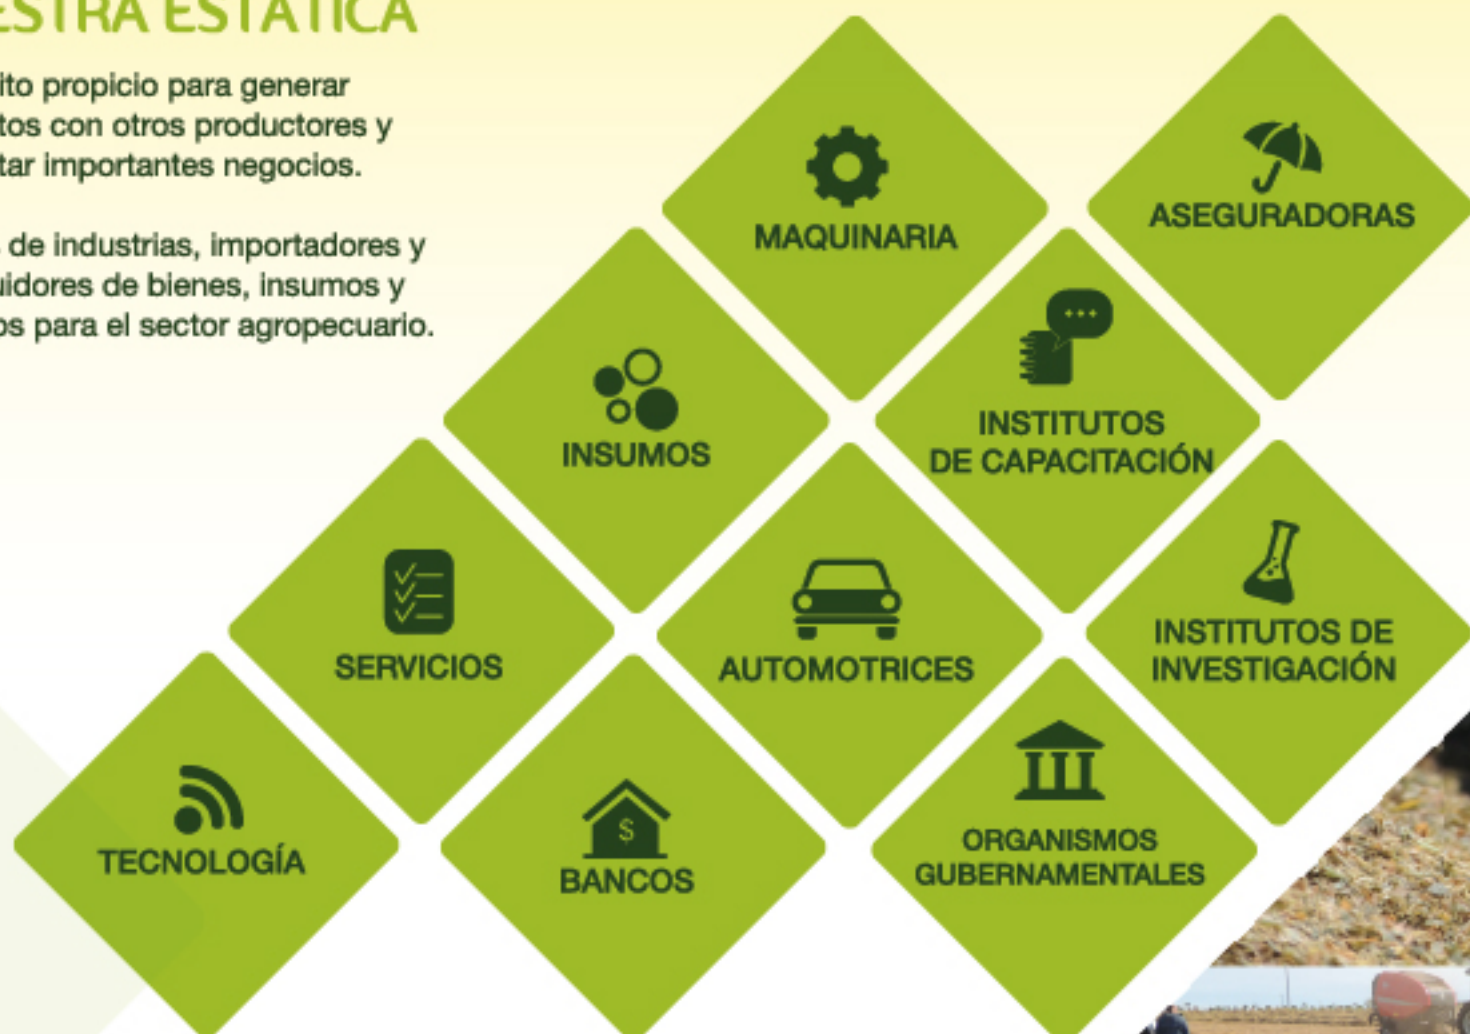 ESTRA ESTÁTICA
ito propicio para generar
tos con otros productores y
tar importantes negocios.
s de industrias, importadores y
uidores de bienes, insumos y
os para el sector agropecuario.
MAQUINARIA
ASEGURADORAS
INSUMOS
INSTITUTOS
DE CAPACITACIÓN
SERVICIOS
AUTOMOTRICES
INSTITUTOS DE
INVESTIGACIÓN
TECNOLOGÍA
$
BANCOS
ORGANISMOS
GUBERNAMENTALES